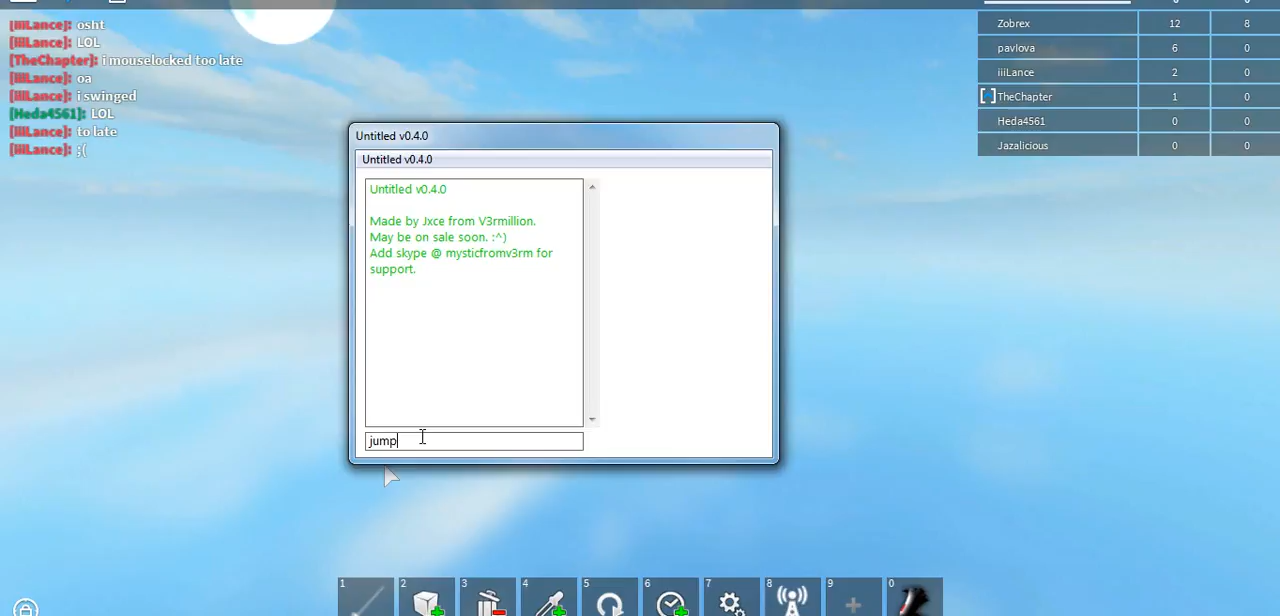 [iiiLance]: osht
[iiiLance]: LOL
[TheChapter]: i mouselocked too late
[iiiLance]: oa
[iiiLance]: i swinged
[Heda4561]: LOL
[iiiLance]: to late
[iiiLance]: ;(
Zobrex 12 8
pavlova 6 0
iiiLance 2 0
TheChapter 1 0
Heda4561 0 0
Jazalicious 0 0
Untitled v0.4.0
Untitled v0.4.0
Untitled v0.4.0
Made by Jxce from V3rmillion.
May be on sale soon. :^)
Add skype @ mysticfromv3rm for
support.
jump
1 2 3 4 5 6 7 8 9 0